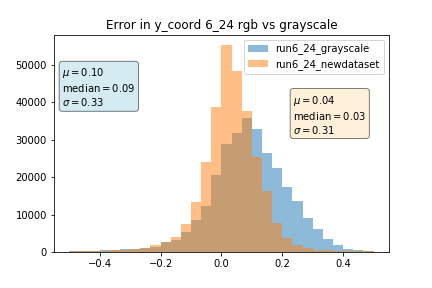 Error in y_coord 6_24 rgb vs grayscale
run6_24_grayscale
run6_24_newdataset
μ = 0.10
median = 0.09
σ = 0.33
μ = 0.04
median = 0.03
σ = 0.31
50000
40000
30000
20000
10000
0
−0.4
−0.2
0.0
0.2
0.4